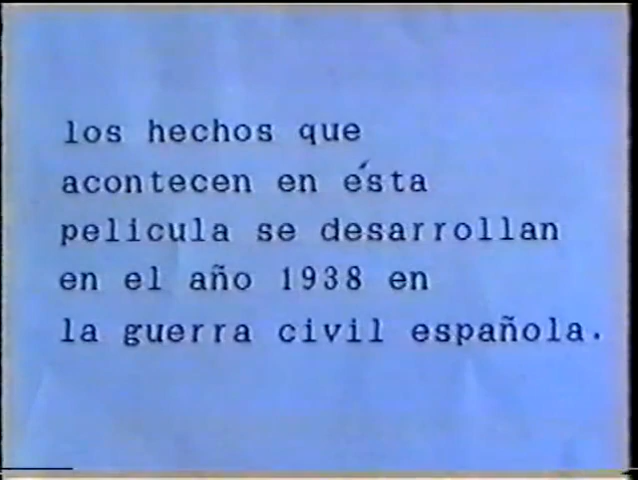 los hechos que
acontecen en ésta
pelicula se desarrollan
en el año 1938 en
la guerra civil española.